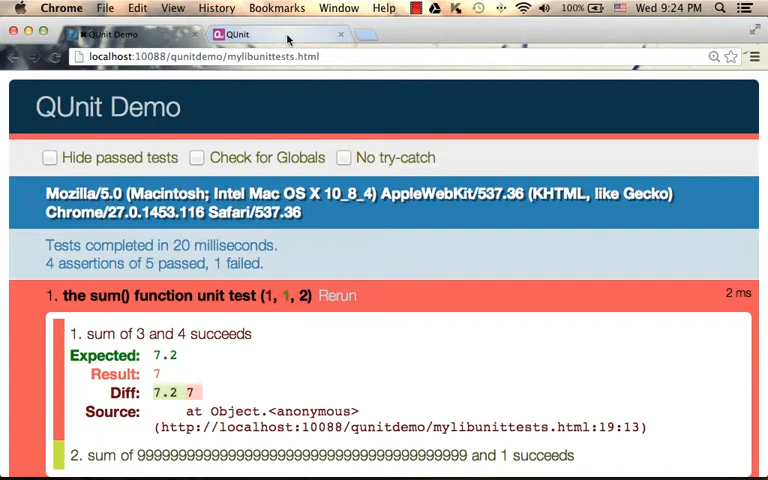 Chrome File Edit View History Bookmarks Window Help 100% Wed 9:24 PM
✖ QUnit Demo QUnit
localhost:10088/qunitdemo/mylibunittests.html
QUnit Demo
Hide passed tests Check for Globals No try-catch
Mozilla/5.0 (Macintosh; Intel Mac OS X 10_8_4) AppleWebKit/537.36 (KHTML, like Gecko)
Chrome/27.0.1453.116 Safari/537.36
Tests completed in 20 milliseconds.
4 assertions of 5 passed, 1 failed.
1. the sum() function unit test (1, 1, 2) Rerun 2 ms
1. sum of 3 and 4 succeeds
Expected: 7.2
Result: 7
Diff: 7.2 7
Source: at Object.<anonymous>
(http://localhost:10088/qunitdemo/mylibunittests.html:19:13)
2. sum of 99999999999999999999999999999999999999999 and 1 succeeds